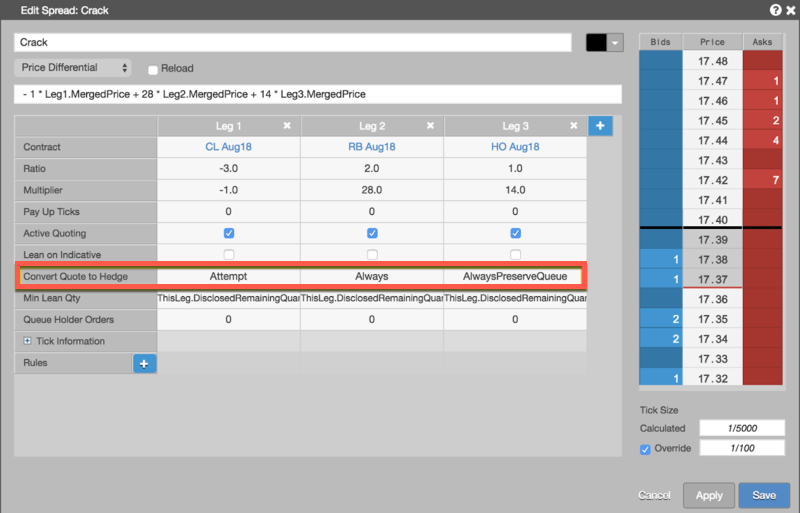 Edit Spread: Crack
Crack
Price Differential
Reload
- 1 * Leg1.MergedPrice + 28 * Leg2.MergedPrice + 14 * Leg3.MergedPrice
Leg 1 Leg 2 Leg 3
Contract CL Aug18 RB Aug18 HO Aug18
Ratio -3.0 2.0 1.0
Multiplier -1.0 28.0 14.0
Pay Up Ticks 0 0 0
Active Quoting
Lean on Indicative
Convert Quote to Hedge Attempt Always AlwaysPreserveQueue
Min Lean Qty ThisLeg.DisclosedRemainingQuar ThisLeg.DisclosedRemainingQuar ThisLeg.DisclosedRemainingQuar
Queue Holder Orders 0 0 0
Tick Information
Rules
Bids Price Asks
17.48
17.47 1
17.46 1
17.45 2
17.44 4
17.43
17.42 7
17.41
17.40
17.39
1 17.38
1 17.37
17.36
2 17.35
2 17.34
17.33
1 17.32
Tick Size
Calculated 1/5000
Override 1/100
Cancel Apply Save